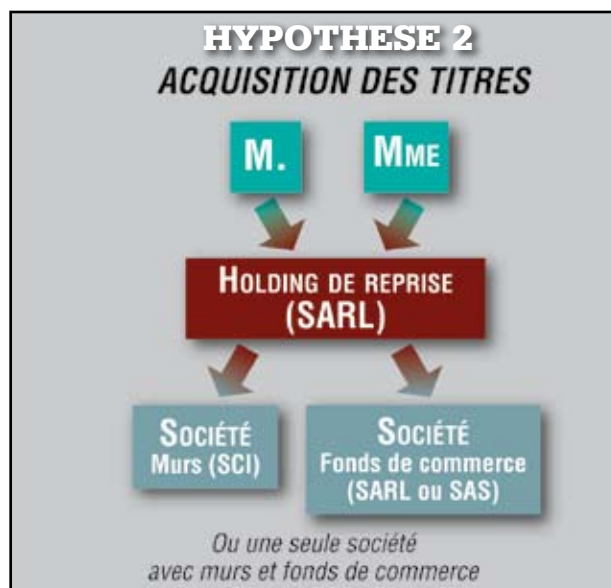 HYPOTHESE 2
ACQUISITION DES TITRES
M.
MME
HOLDING DE REPRISE
(SARL)
SOCIÉTÉ
Murs (SCI)
SOCIÉTÉ
Fonds de commerce
(SARL ou SAS)
Ou une seule société
avec murs et fonds de commerce